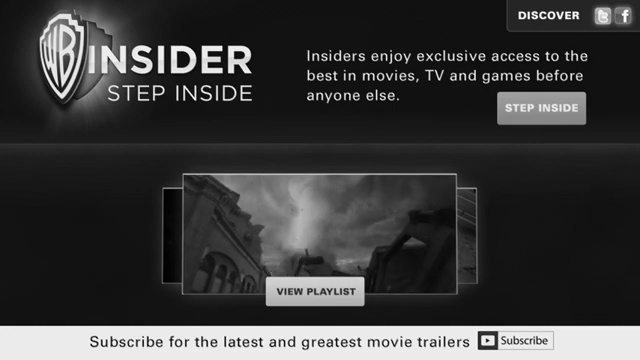 DISCOVER
WB INSIDER
STEP INSIDE
Insiders enjoy exclusive access to the
best in movies, TV and games before
anyone else.
STEP INSIDE
VIEW PLAYLIST
Subscribe for the latest and greatest movie trailers
Subscribe